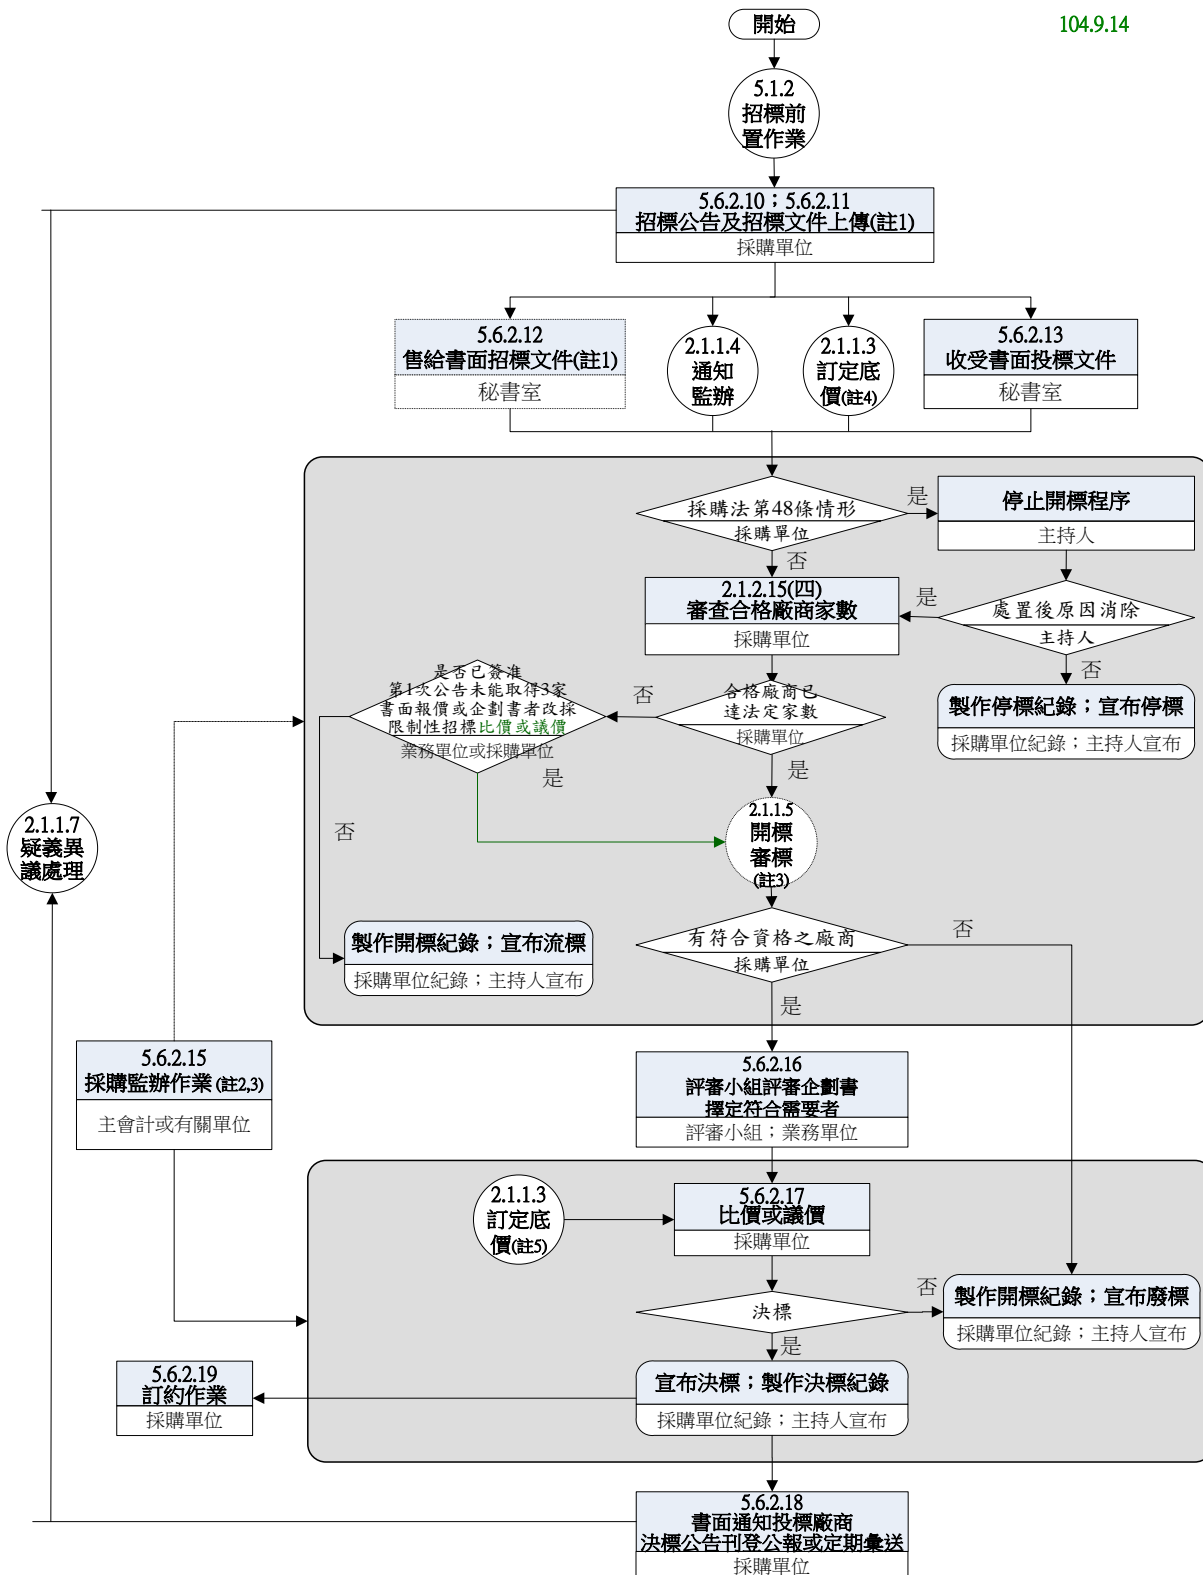 104.9.14
開始
5.1.2
招標前
置作業
5.6.2.10；5.6.2.11
招標公告及招標文件上傳(註1)
採購單位
5.6.2.12
售給書面招標文件(註1)
秘書室
2.1.1.4
通知
監辦
2.1.1.3
訂定底
價(註4)
5.6.2.13
收受書面投標文件
秘書室
採購法第48條情形
採購單位
是
否
停止開標程序
主持人
2.1.2.15(四)
審查合格廠商家數
採購單位
是
處置後原因消除
主持人
否
製作停標紀錄；宣布停標
採購單位紀錄；主持人宣布
是否已簽准
第1次公告未能取得3家
書面報價或企劃書者改採
限制性招標比價或議價
業務單位或採購單位
否
合格廠商已
達法定家數
採購單位
是
是
否
2.1.1.5
開標
審標
(註3)
2.1.1.7
疑義異
議處理
製作開標紀錄；宣布流標
採購單位紀錄；主持人宣布
有符合資格之廠商
採購單位
否
是
5.6.2.15
採購監辦作業(註2,3)
主會計或有關單位
5.6.2.16
評審小組評審企劃書
擇定符合需要者
評審小組；業務單位
2.1.1.3
訂定底
價(註5)
5.6.2.17
比價或議價
採購單位
決標
否
是
製作開標紀錄；宣布廢標
採購單位紀錄；主持人宣布
5.6.2.19
訂約作業
採購單位
宣布決標；製作決標紀錄
採購單位紀錄；主持人宣布
5.6.2.18
書面通知投標廠商
決標公告刊登公報或定期彙送
採購單位